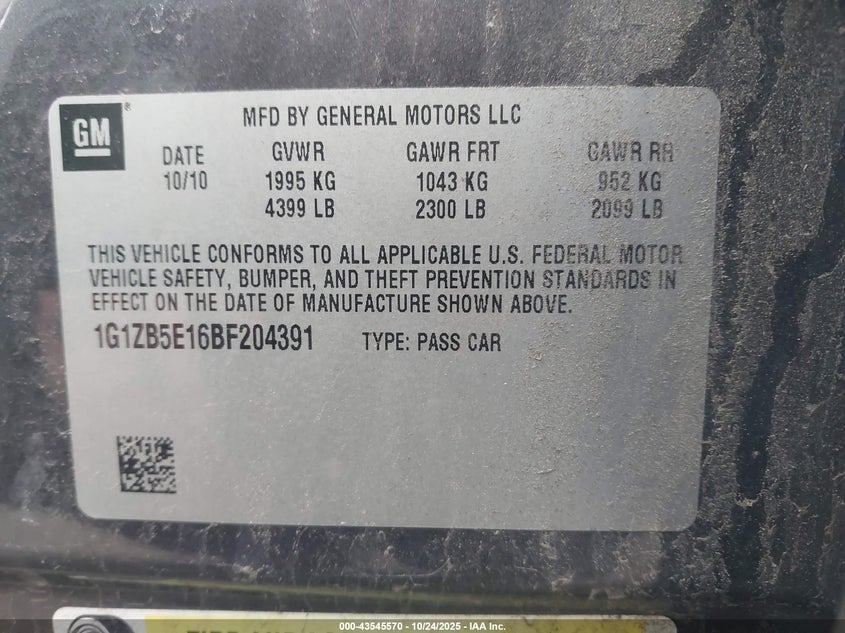 GM®
MFD BY GENERAL MOTORS LLC
DATE GVWR GAWR FRT GAWR RR
10/10 1995 KG 1043 KG 952 KG
4399 LB 2300 LB 2099 LB
THIS VEHICLE CONFORMS TO ALL APPLICABLE U.S. FEDERAL MOTOR
VEHICLE SAFETY, BUMPER, AND THEFT PREVENTION STANDARDS IN
EFFECT ON THE DATE OF MANUFACTURE SHOWN ABOVE.
1G1ZB5E16BF204391 TYPE: PASS CAR
000-43545570 - 10/24/2025 - IAA Inc.